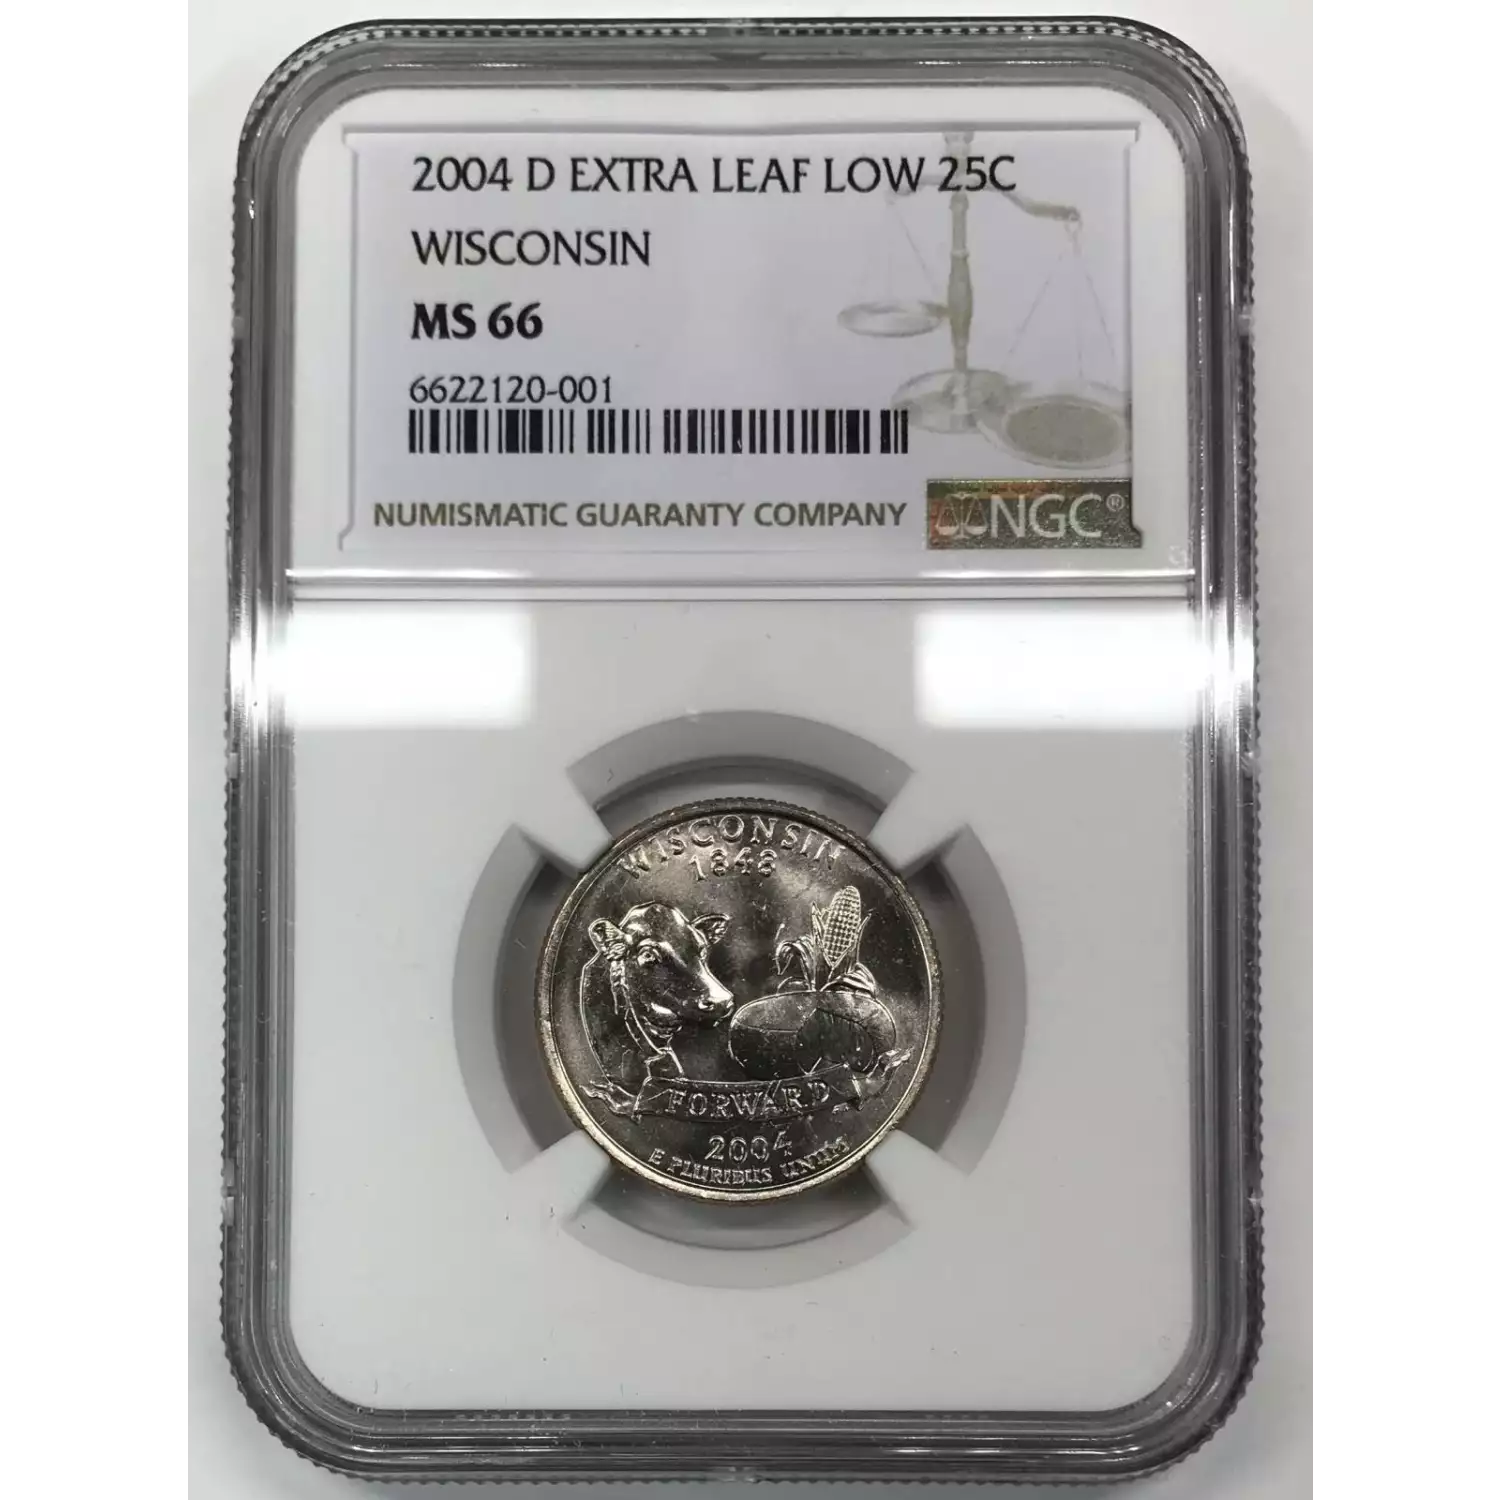 2004 D EXTRA LEAF LOW 25C
WISCONSIN
MS 66
6622120-001
NUMISMATIC GUARANTY COMPANY
NGC®
WISCONSIN
1848
FORWARD
2004
E PLURIBUS UNUM